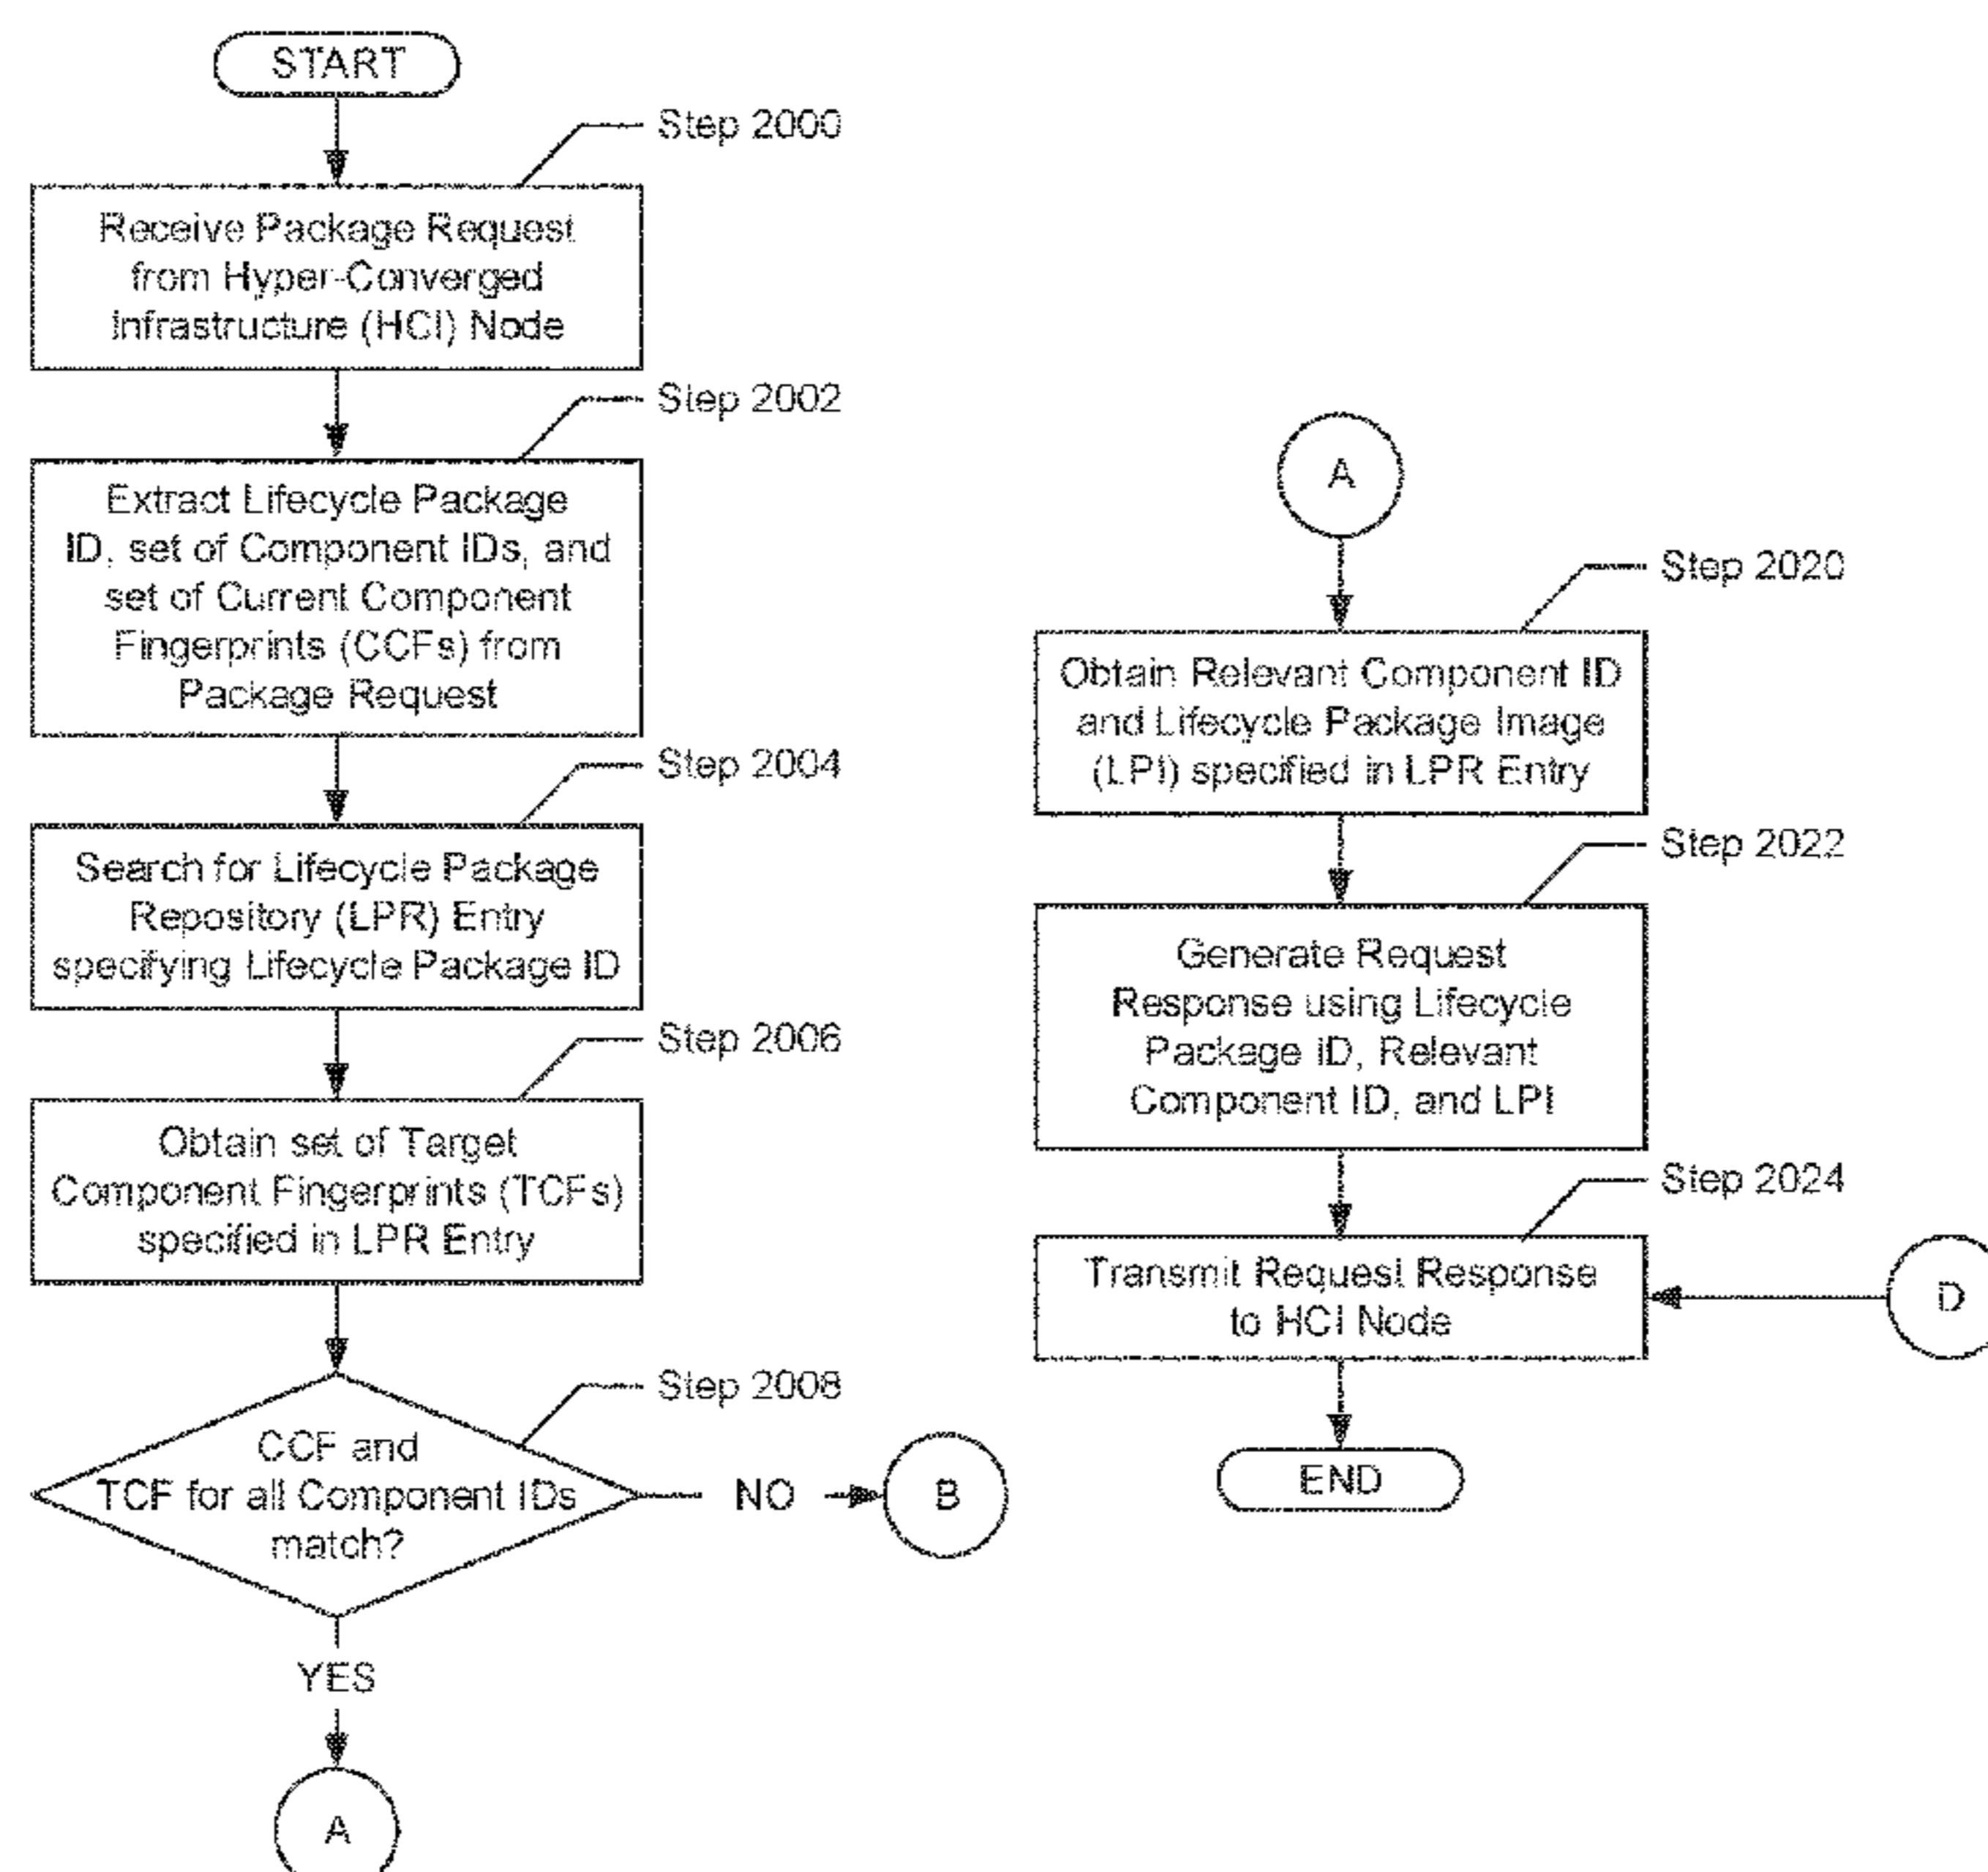 START
Step 2000
Receive Package Request
from Hyper-Converged
Infrastructure (HCI) Node
Step 2002
Extract Lifecycle Package
ID, set of Component IDs, and
set of Current Component
Fingerprints (CCFs) from
Package Request
Step 2004
Search for Lifecycle Package
Repository (LPR) Entry
specifying Lifecycle Package ID
Step 2006
Obtain set of Target
Component Fingerprints (TCFs)
specified in LPR Entry
Step 2008
CCF and
TCF for all Component IDs
match?
NO
B
YES
A
A
Step 2020
Obtain Relevant Component ID
and Lifecycle Package Image
(LPI) specified in LPR Entry
Step 2022
Generate Request
Response using Lifecycle
Package ID, Relevant
Component ID, and LPI
Step 2024
Transmit Request Response
to HCI Node
D
END